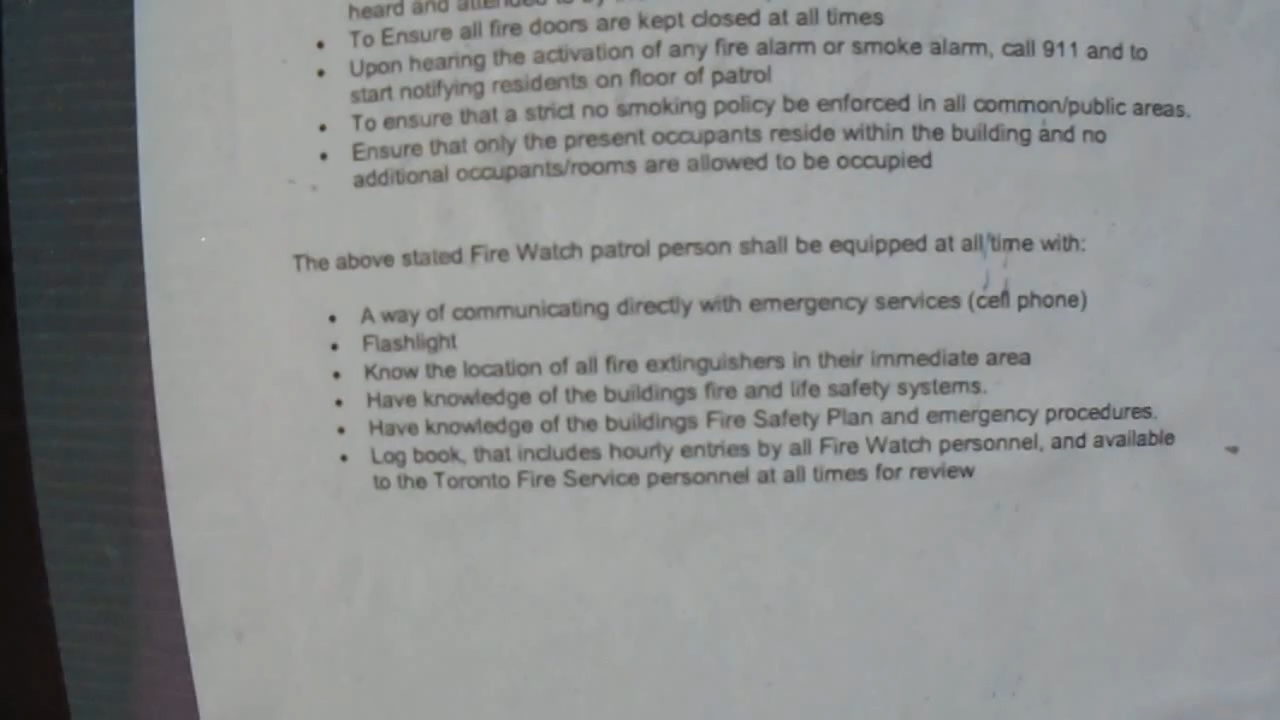 heard and attended to by
• To Ensure all fire doors are kept closed at all times
• Upon hearing the activation of any fire alarm or smoke alarm, call 911 and to
start notifying residents on floor of patrol
• To ensure that a strict no smoking policy be enforced in all common/public areas.
• Ensure that only the present occupants reside within the building and no
additional occupants/rooms are allowed to be occupied
The above stated Fire Watch patrol person shall be equipped at all time with:
• A way of communicating directly with emergency services (cell phone)
• Flashlight
• Know the location of all fire extinguishers in their immediate area
• Have knowledge of the buildings fire and life safety systems.
• Have knowledge of the buildings Fire Safety Plan and emergency procedures.
• Log book, that includes hourly entries by all Fire Watch personnel, and available
to the Toronto Fire Service personnel at all times for review